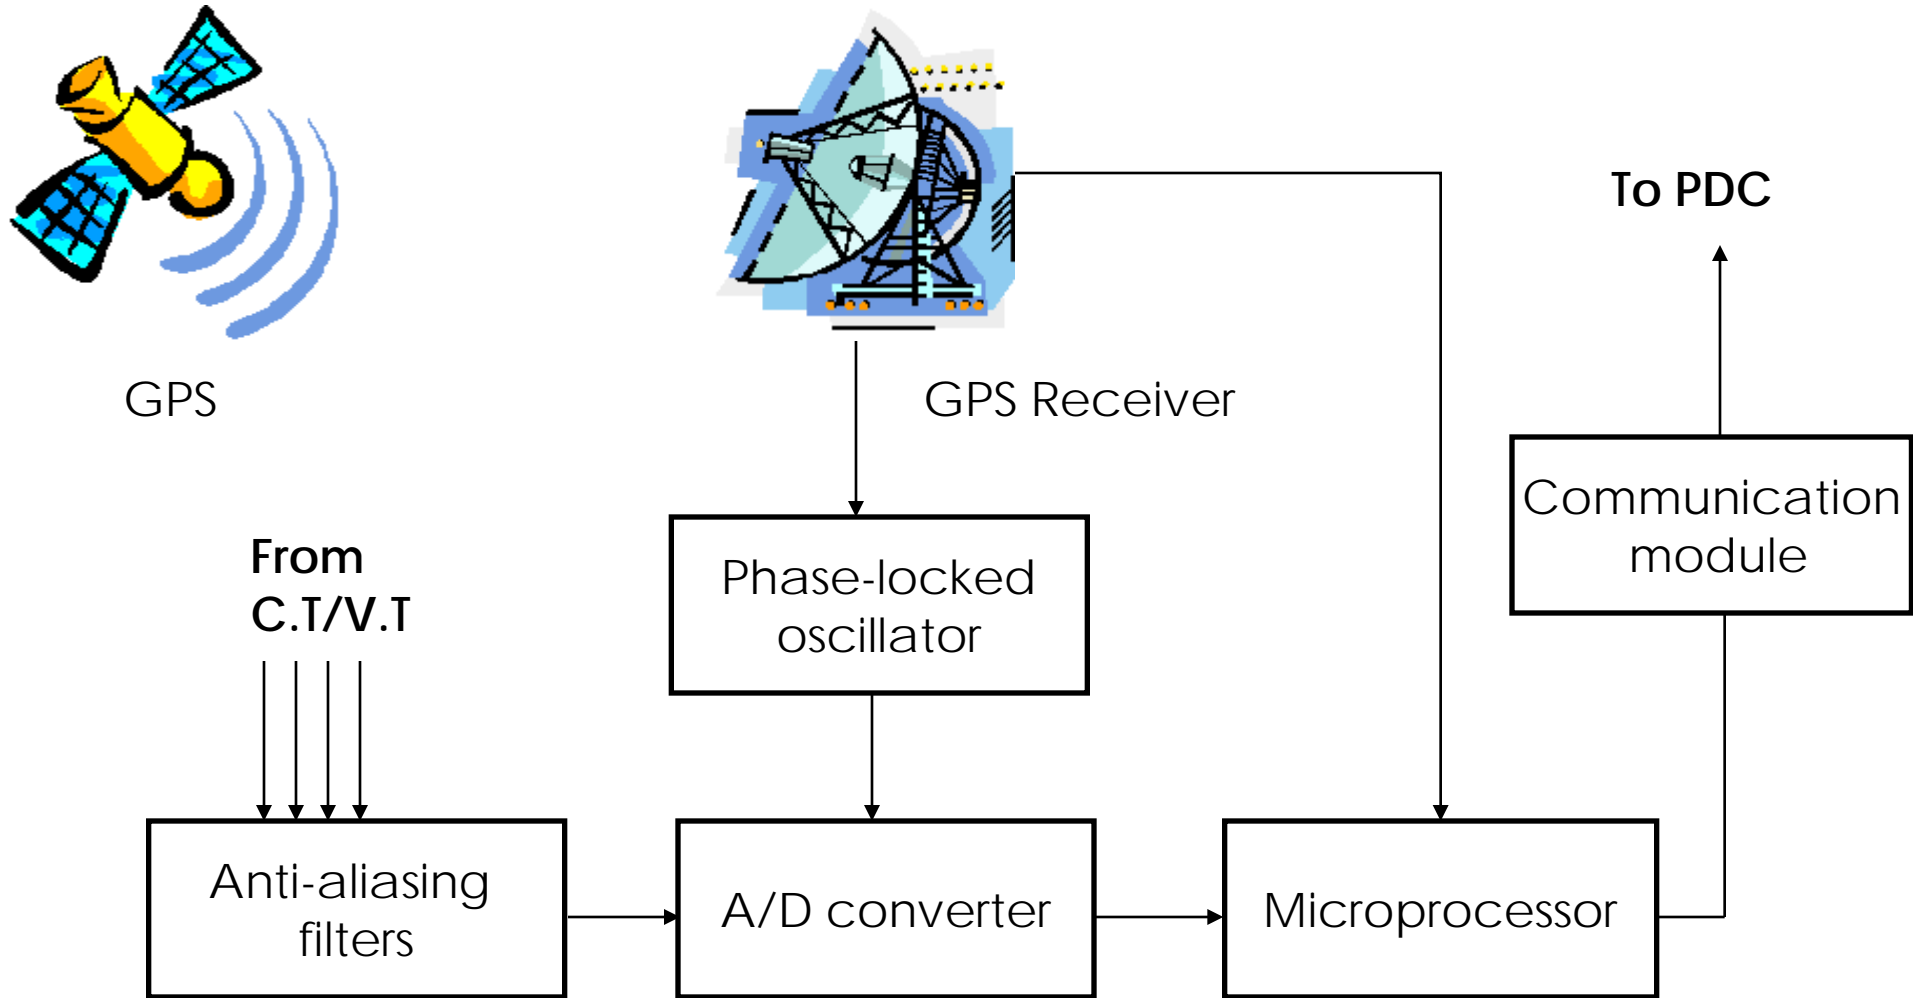 To PDC
GPS
GPS Receiver
Communication
module
From
C.T/V.T
Phase-locked
oscillator
Anti-aliasing
filters
A/D converter
Microprocessor